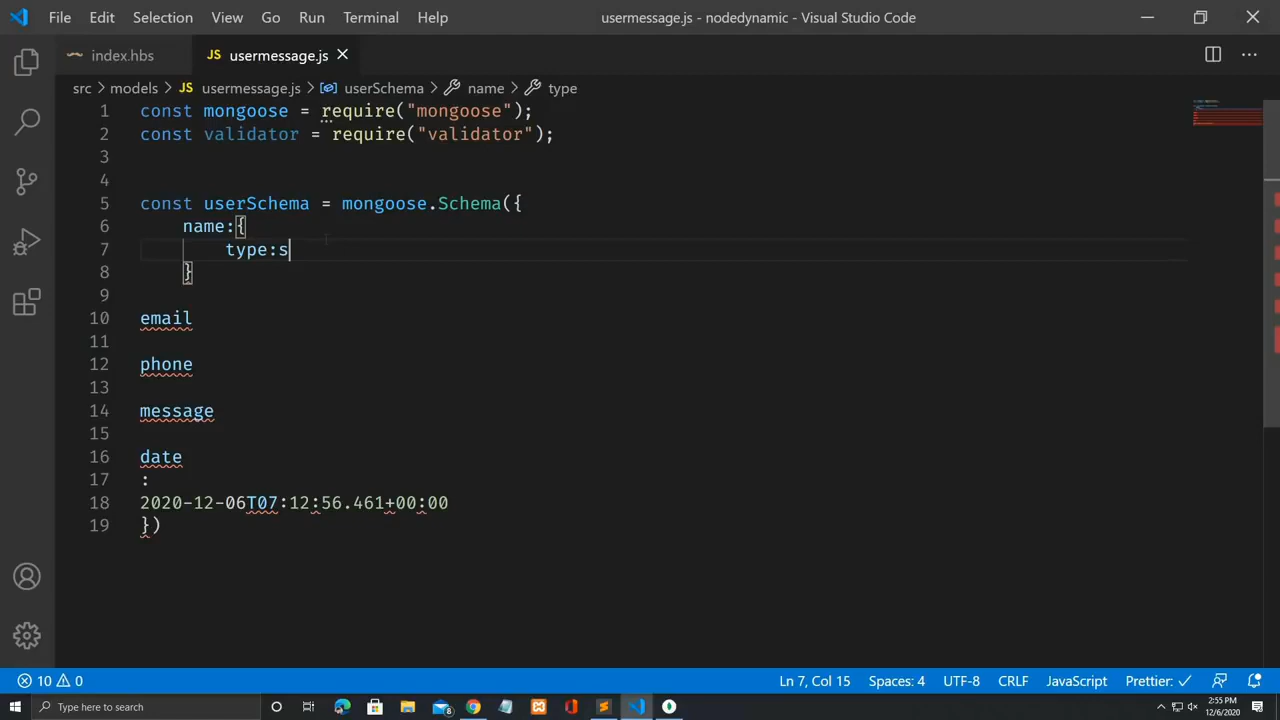 File Edit Selection View Go Run Terminal Help usermessage.js - nodedynamic - Visual Studio Code
index.hbs JS usermessage.js
src > models > JS usermessage.js > userSchema > name > type
1 const mongoose = require("mongoose");
2 const validator = require("validator");
3
4
5 const userSchema = mongoose.Schema({
6 name:{
7 type:s
8 }
9
10 email
11
12 phone
13
14 message
15
16 date
17 :
18 2020-12-06T07:12:56.461+00:00
19 })
10 0 Ln 7, Col 15 Spaces: 4 UTF-8 CRLF JavaScript Prettier: ✓
Type here to search 8 2:55 PM
12/6/2020